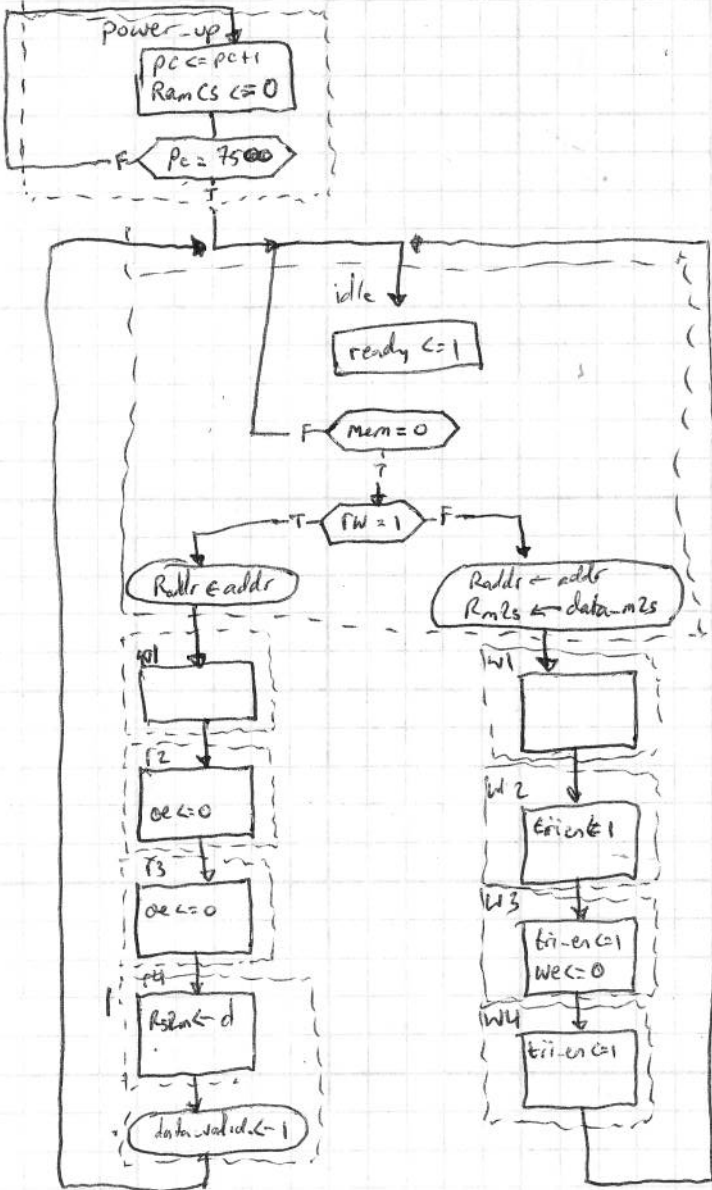 power_up
pc <= pc+1
RamCs <= 0
F
pc = 7500
T
idle
ready <= 1
F
mem = 0
T
T
rw = 1
F
Raddr ← addr
Raddr ← addr
Rm2s ← data_m2s
w1
r2
w2
oe <= 0
tri_en <= 1
r3
w3
oe <= 0
tri_en <= 1
we <= 0
r4
w4
Rs2m ← d
tri_en <= 1
data_valid <= 1